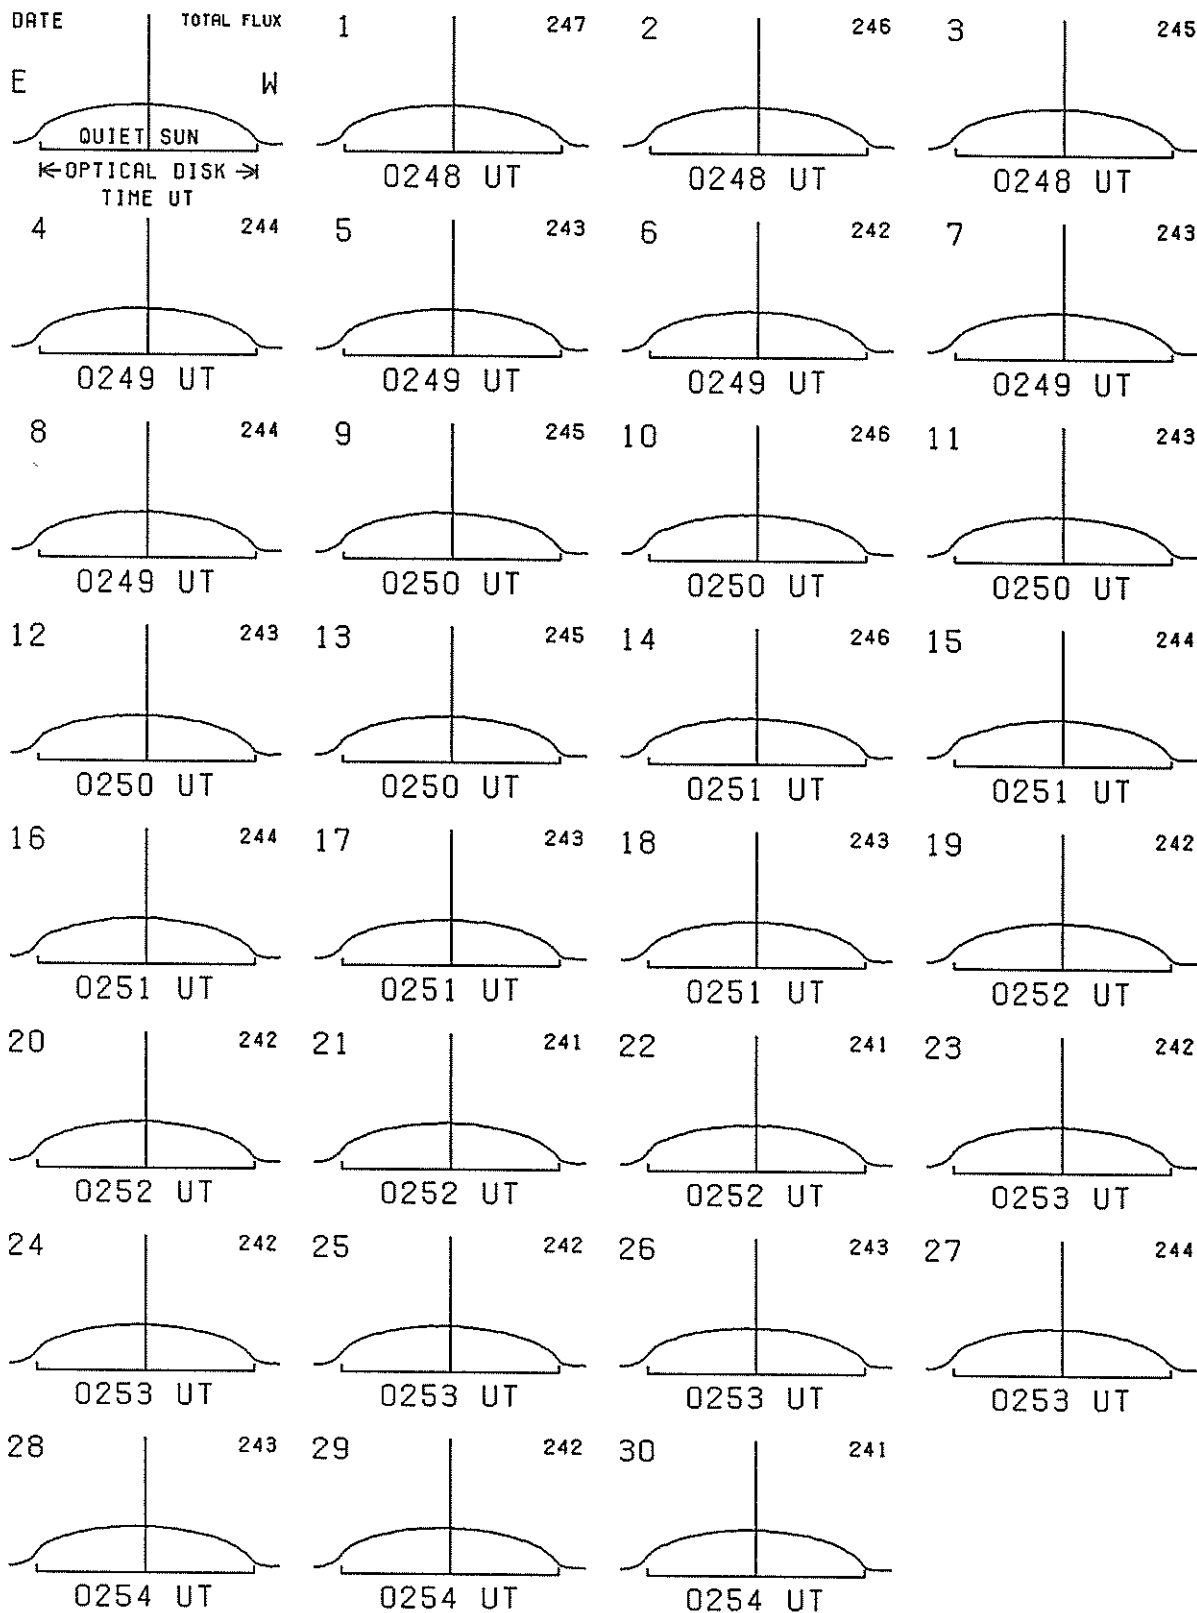 DATE TOTAL FLUX
E W
QUIET SUN
OPTICAL DISK
TIME UT
1 247
0248 UT
2 246
0248 UT
3 245
0248 UT
4 244
0249 UT
5 243
0249 UT
6 242
0249 UT
7 243
0249 UT
8 244
0249 UT
9 245
0250 UT
10 246
0250 UT
11 243
0250 UT
12 243
0250 UT
13 245
0250 UT
14 246
0251 UT
15 244
0251 UT
16 244
0251 UT
17 243
0251 UT
18 243
0251 UT
19 242
0252 UT
20 242
0252 UT
21 241
0252 UT
22 241
0252 UT
23 242
0253 UT
24 242
0253 UT
25 242
0253 UT
26 243
0253 UT
27 244
0253 UT
28 243
0254 UT
29 242
0254 UT
30 241
0254 UT